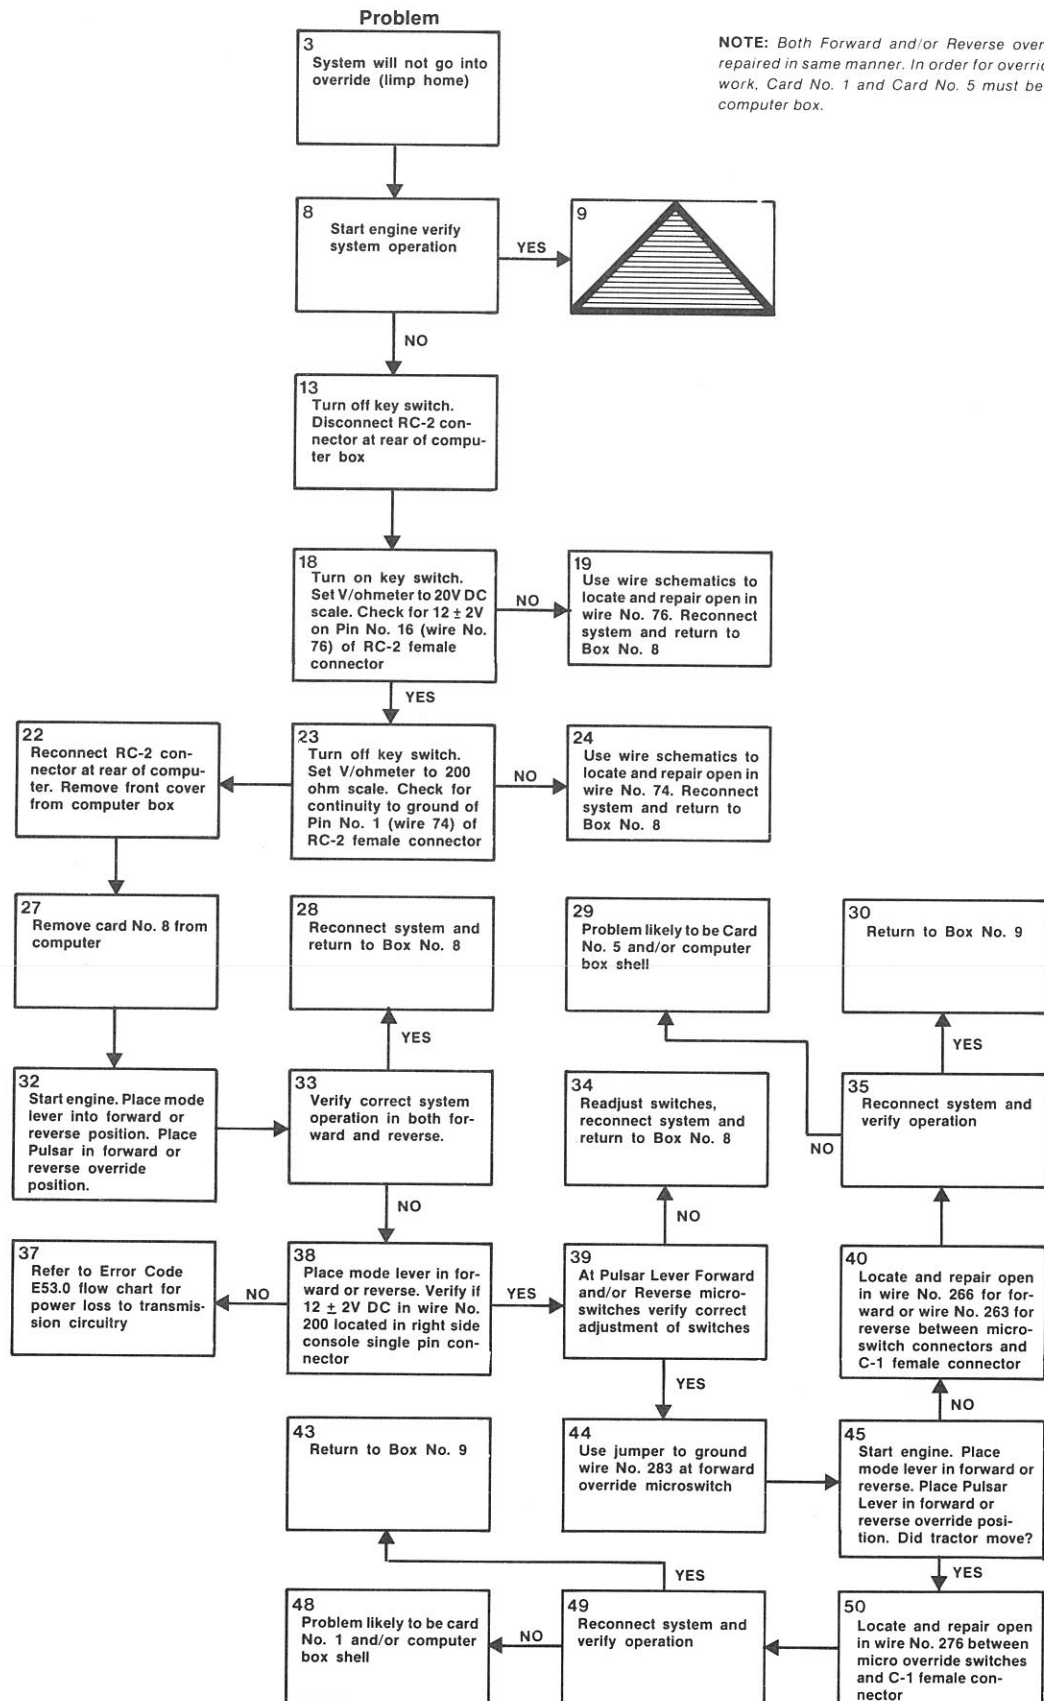 Problem
3
System will not go into
override (limp home)
NOTE: Both Forward and/or Reverse over
repaired in same manner. In order for overrid
work, Card No. 1 and Card No. 5 must be
computer box.
8
Start engine verify
system operation
YES
9
NO
13
Turn off key switch.
Disconnect RC-2 con-
nector at rear of compu-
ter box
18
Turn on key switch.
Set V/ohmeter to 20V DC
scale. Check for 12 ± 2V
on Pin No. 16 (wire No.
76) of RC-2 female
connector
NO
19
Use wire schematics to
locate and repair open in
wire No. 76. Reconnect
system and return to
Box No. 8
YES
22
Reconnect RC-2 con-
nector at rear of compu-
ter. Remove front cover
from computer box
23
Turn off key switch.
Set V/ohmeter to 200
ohm scale. Check for
continuity to ground of
Pin No. 1 (wire 74) of
RC-2 female connector
NO
24
Use wire schematics to
locate and repair open in
wire No. 74. Reconnect
system and return to
Box No. 8
27
Remove card No. 8 from
computer
28
Reconnect system and
return to Box No. 8
29
Problem likely to be Card
No. 5 and/or computer
box shell
30
Return to Box No. 9
YES
YES
32
Start engine. Place mode
lever into forward or
reverse position. Place
Pulsar in forward or
reverse override
position.
33
Verify correct system
operation in both for-
ward and reverse.
34
Readjust switches,
reconnect system and
return to Box No. 8
35
Reconnect system and
verify operation
NO
NO
NO
37
Refer to Error Code
E53.0 flow chart for
power loss to transmis-
sion circuitry
NO
38
Place mode lever in for-
ward or reverse. Verify if
12 ± 2V DC in wire No.
200 located in right side
console single pin con-
nector
YES
39
At Pulsar Lever Forward
and/or Reverse micro-
switches verify correct
adjustment of switches
40
Locate and repair open
in wire No. 266 for for-
ward or wire No. 263 for
reverse between micro-
switch connectors and
C-1 female connector
YES
NO
43
Return to Box No. 9
44
Use jumper to ground
wire No. 283 at forward
override microswitch
45
Start engine. Place
mode lever in forward or
reverse. Place Pulsar
Lever in forward or
reverse override posi-
tion. Did tractor move?
YES
YES
48
Problem likely to be card
No. 1 and/or computer
box shell
NO
49
Reconnect system and
verify operation
50
Locate and repair open
in wire No. 276 between
micro override switches
and C-1 female con-
nector